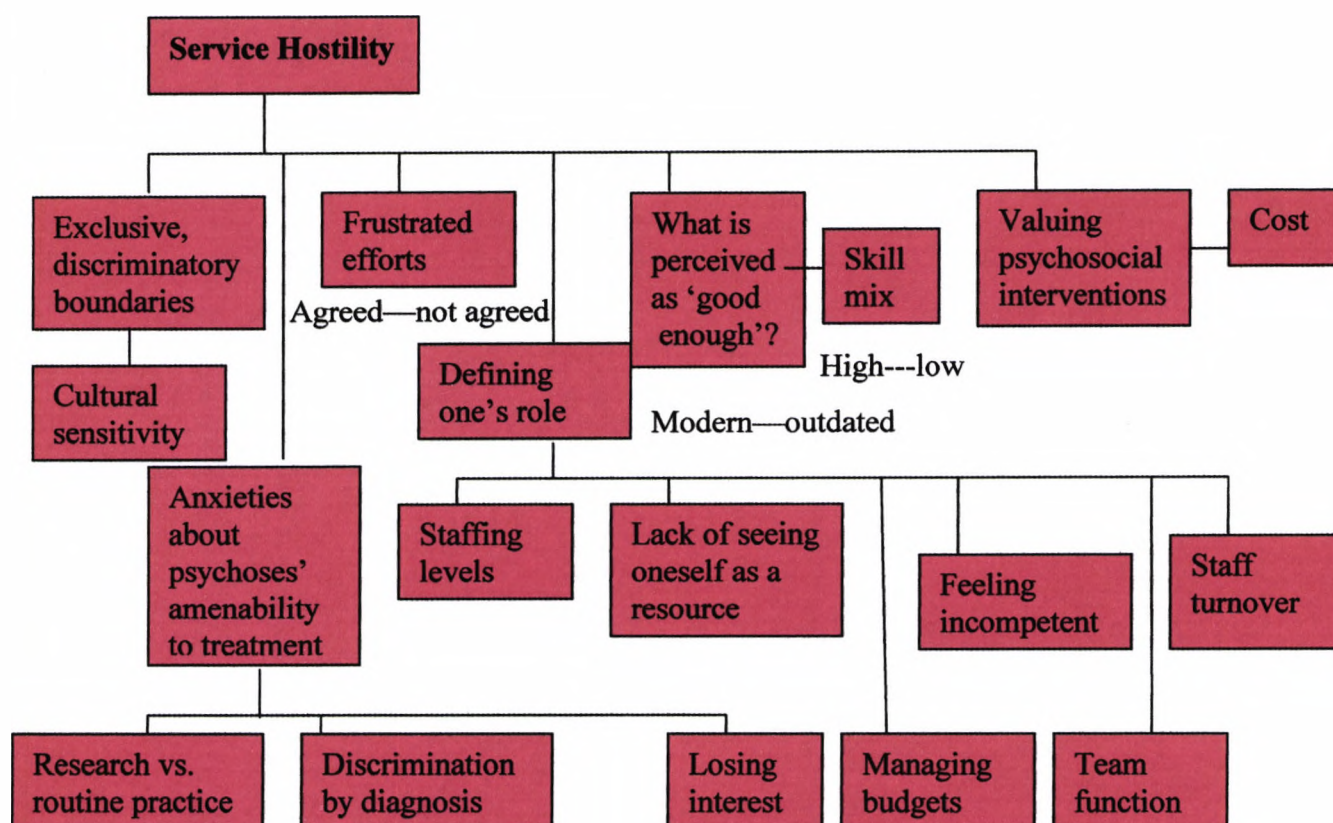 Service Hostility
Exclusive,
discriminatory
boundaries
Frustrated
efforts
What is
perceived
as ‘good
enough’?
Skill
mix
Valuing
psychosocial
interventions
Cost
Agreed—not agreed
High---low
Cultural
sensitivity
Defining
one’s role
Modern—outdated
Anxieties
about
psychoses’
amenability
to treatment
Staffing
levels
Lack of seeing
oneself as a
resource
Feeling
incompetent
Staff
turnover
Research vs.
routine practice
Discrimination
by diagnosis
Losing
interest
Managing
budgets
Team
function